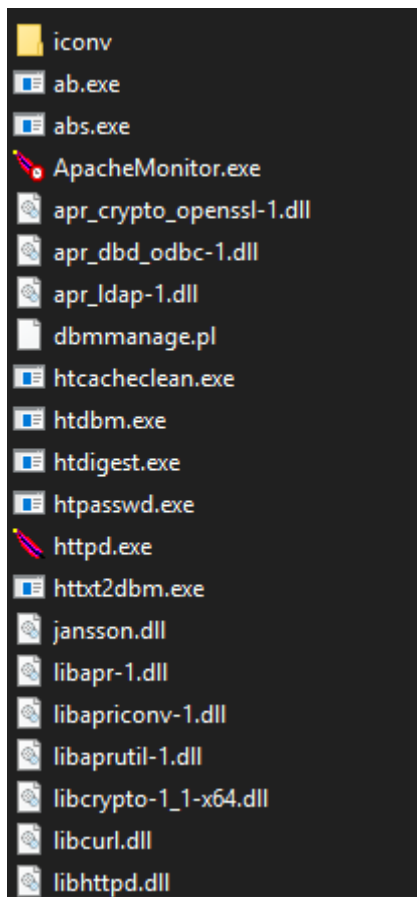 iconv
ab.exe
abs.exe
ApacheMonitor.exe
apr_crypto_openssl-1.dll
apr_dbd_odbc-1.dll
apr_ldap-1.dll
dbmmanage.pl
htcacheclean.exe
htdbm.exe
htdigest.exe
htpasswd.exe
httpd.exe
httxt2dbm.exe
jansson.dll
libapr-1.dll
libapriconv-1.dll
libaprutil-1.dll
libcrypto-1_1-x64.dll
libcurl.dll
libhttpd.dll